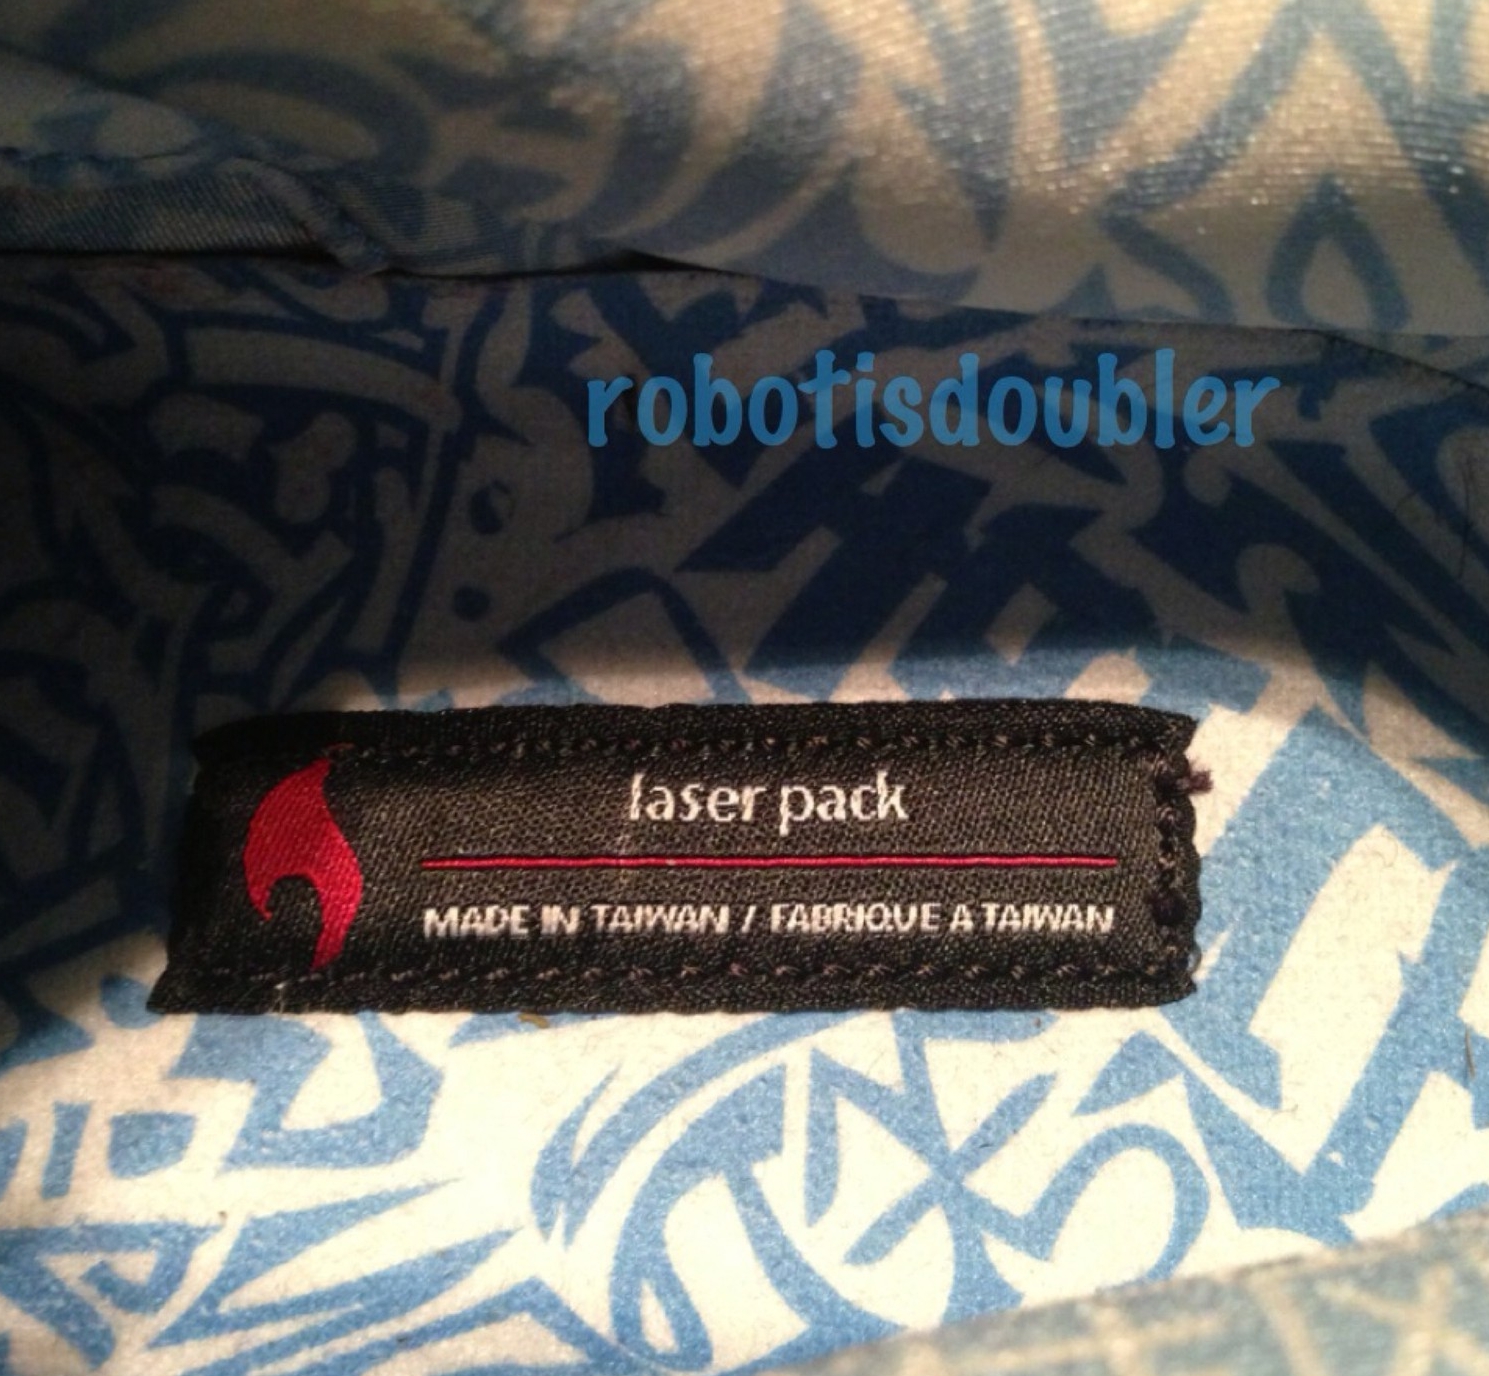 robotisdoubler
laser pack
MADE IN TAIWAN / FABRIQUE A TAIWAN